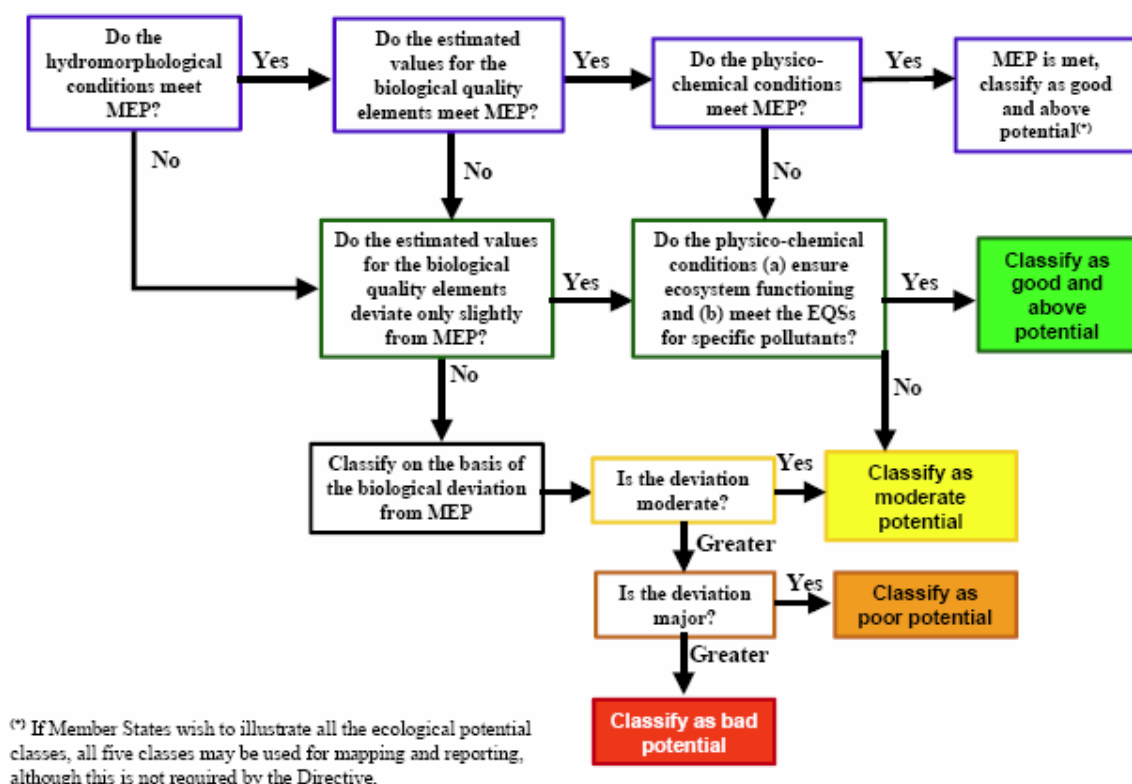 Do the
hydromorphological
conditions meet
MEP?
Yes
Do the estimated
values for the
biological quality
elements meet MEP?
Yes
Do the physico-
chemical conditions
meet MEP?
Yes
MEP is met,
classify as good
and above
potential(*)
No
No
No
Do the estimated values
for the biological
quality elements
deviate only slightly
from MEP?
Yes
Do the physico-chemical
conditions (a) ensure
ecosystem functioning
and (b) meet the EQSs
for specific pollutants?
Yes
Classify as
good and
above
potential
No
No
Classify on the basis of
the biological deviation
from MEP
Is the deviation
moderate?
Yes
Classify as
moderate
potential
Greater
Is the deviation
major?
Yes
Classify as
poor potential
Greater
Classify as bad
potential
(*) If Member States wish to illustrate all the ecological potential
classes, all five classes may be used for mapping and reporting,
although this is not required by the Directive.